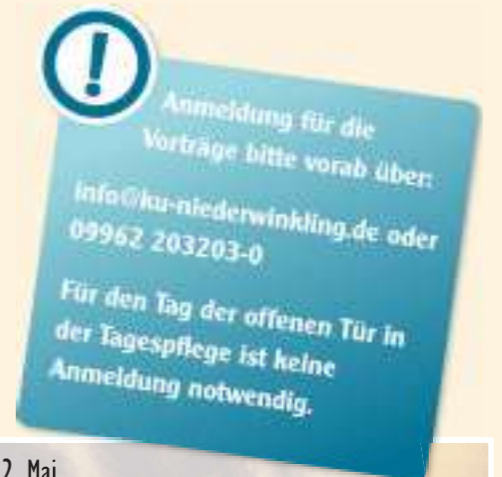 !
Anmeldung für die
Vorträge bitte vorab über:
info@ku-niederwinkling.de oder
09962 203203-0
Für den Tag der offenen Tür in
der Tagespflege ist keine
Anmeldung notwendig.
2. Mai